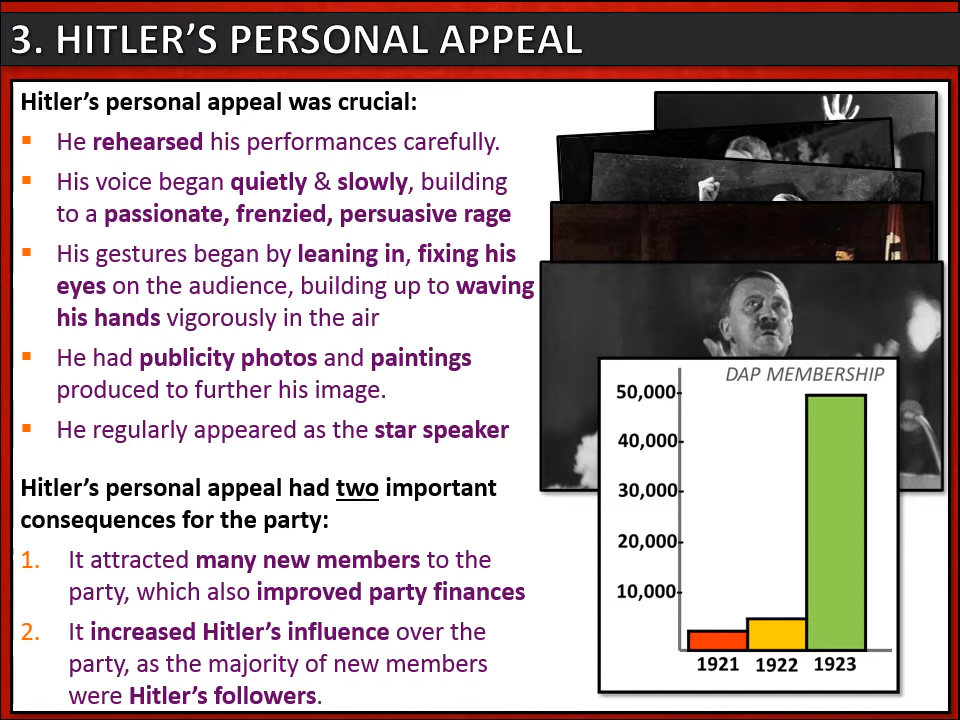 3. HITLER'S PERSONAL APPEAL
Hitler's personal appeal was crucial:
▪ He rehearsed his performances carefully.
▪ His voice began quietly & slowly, building
to a passionate, frenzied, persuasive rage
▪ His gestures began by leaning in, fixing his
eyes on the audience, building up to waving
his hands vigorously in the air
▪ He had publicity photos and paintings
produced to further his image.
▪ He regularly appeared as the star speaker
Hitler's personal appeal had two important
consequences for the party:
1. It attracted many new members to the
party, which also improved party finances
2. It increased Hitler's influence over the
party, as the majority of new members
were Hitler's followers.
DAP MEMBERSHIP
50,000-
40,000-
30,000-
20,000-
10,000-
1921 1922 1923